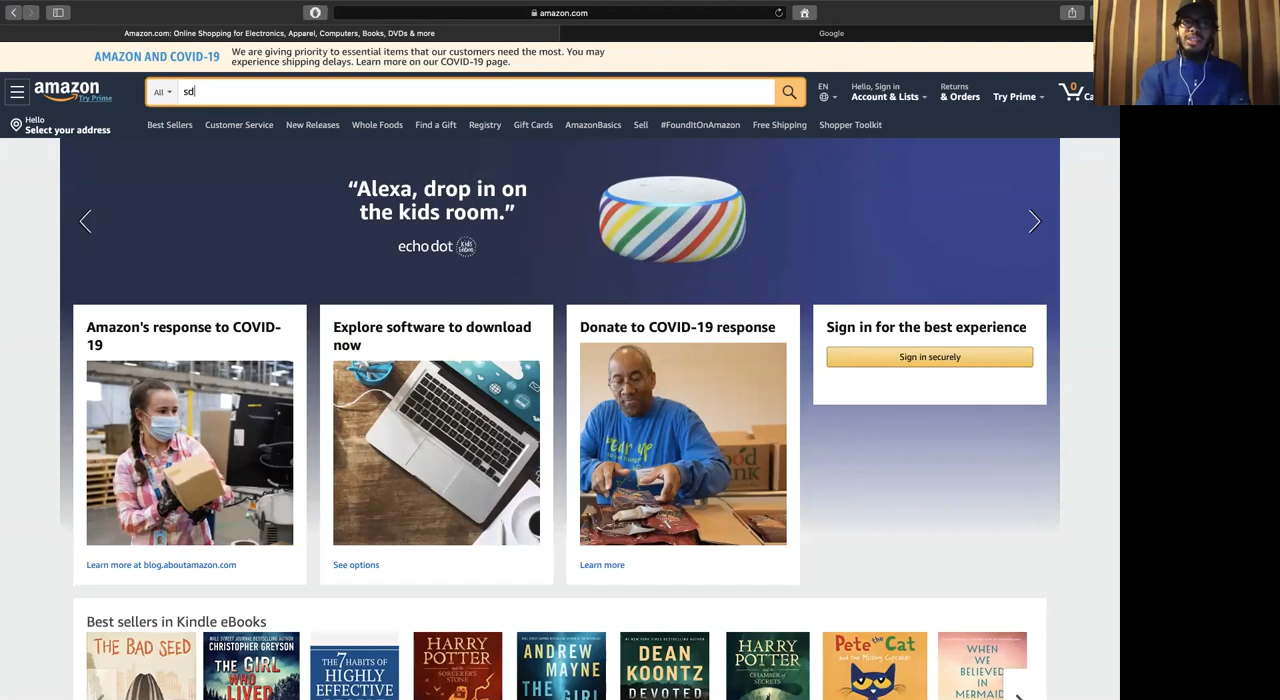 amazon.com
Amazon.com: Online Shopping for Electronics, Apparel, Computers, Books, DVDs & more
Google
AMAZON AND COVID-19
We are giving priority to essential items that our customers need the most. You may
experience shipping delays. Learn more on our COVID-19 page.
amazon
Try Prime
All
sd
EN
Hello, Sign in
Account & Lists
Returns
& Orders
Try Prime
0
Ca
Hello
Select your address
Best Sellers
Customer Service
New Releases
Whole Foods
Find a Gift
Registry
Gift Cards
AmazonBasics
Sell
#FoundItOnAmazon
Free Shipping
Shopper Toolkit
“Alexa, drop in on
the kids room.”
echo dot
Amazon's response to COVID-
19
Explore software to download
now
Donate to COVID-19 response
Sign in for the best experience
Sign in securely
Learn more at blog.aboutamazon.com
See options
Learn more
Best sellers in Kindle eBooks
THE BAD SEED
CHRISTOPHER GREYSON
THE GIRL
WHO
LIVED
THE 7 HABITS OF
HIGHLY
EFFECTIVE
HARRY
POTTER
ANDREW
MAYNE
THE GIRL
DEAN
KOONTZ
DEVOTED
HARRY
POTTER
Pete the Cat
and the Missing Cupcakes
WHEN
WE
BELIEVED
IN
MERMAIDS